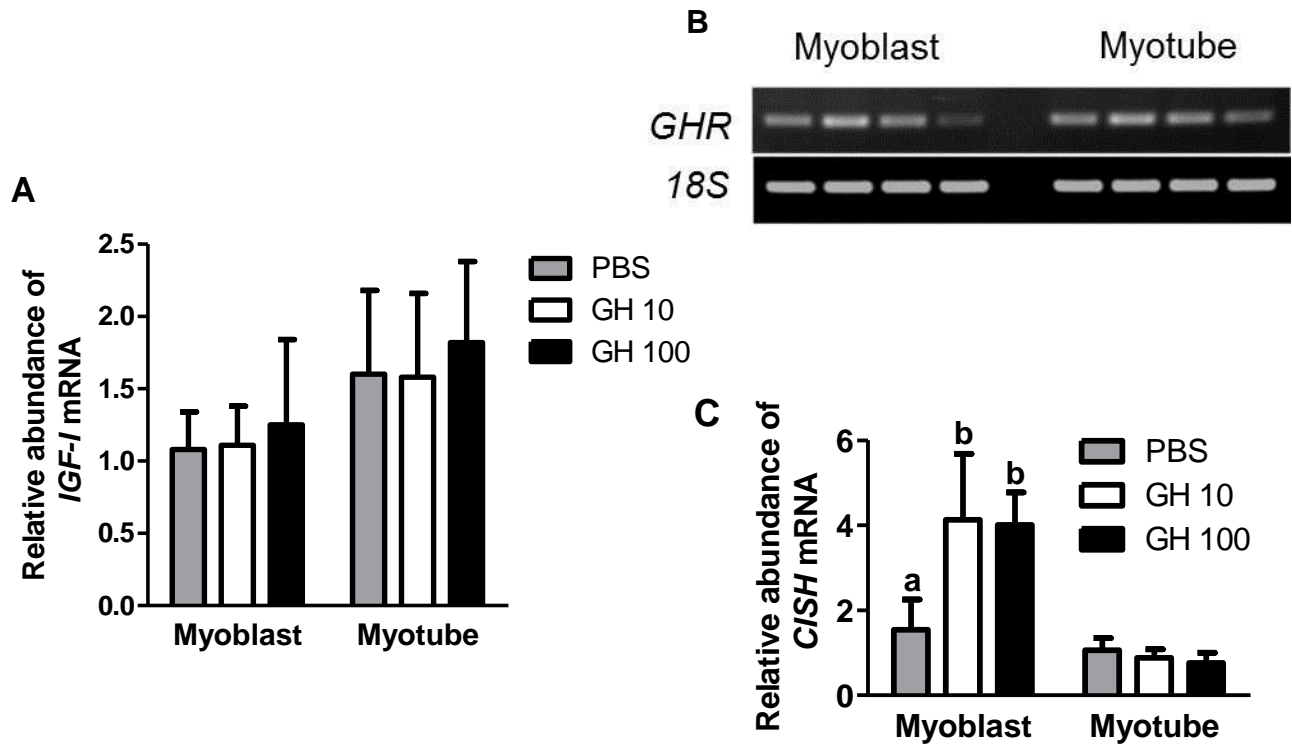 A
Relative abundance of
IGF-I mRNA
2.5
2.0
1.5
1.0
0.5
0.0
Myoblast
Myotube
PBS
GH 10
GH 100
B
Myoblast
Myotube
GHR
18S
C
Relative abundance of
CISH mRNA
6
4
2
0
a
b
b
Myoblast
Myotube
PBS
GH 10
GH 100